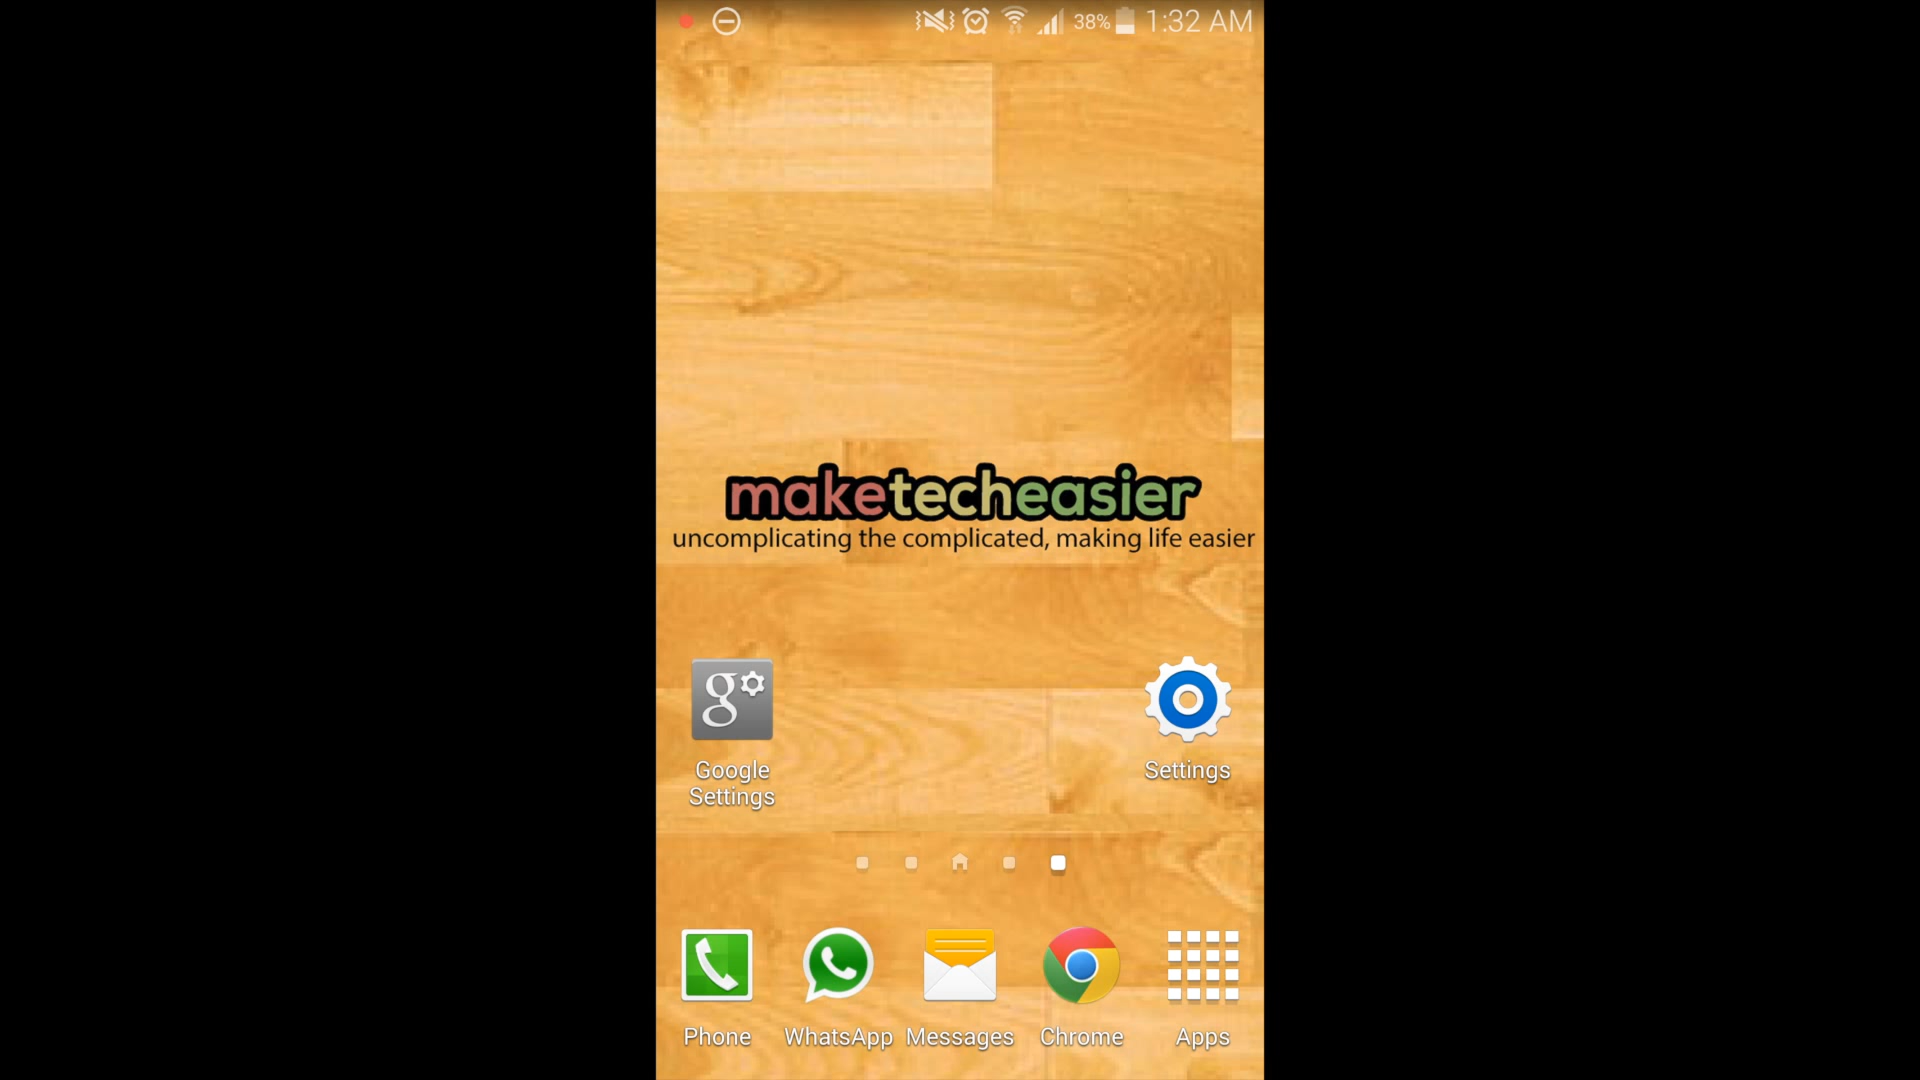 38% 1:32 AM
maketecheasier
uncomplicating the complicated, making life easier
g
Google
Settings
Settings
Phone WhatsApp Messages Chrome Apps